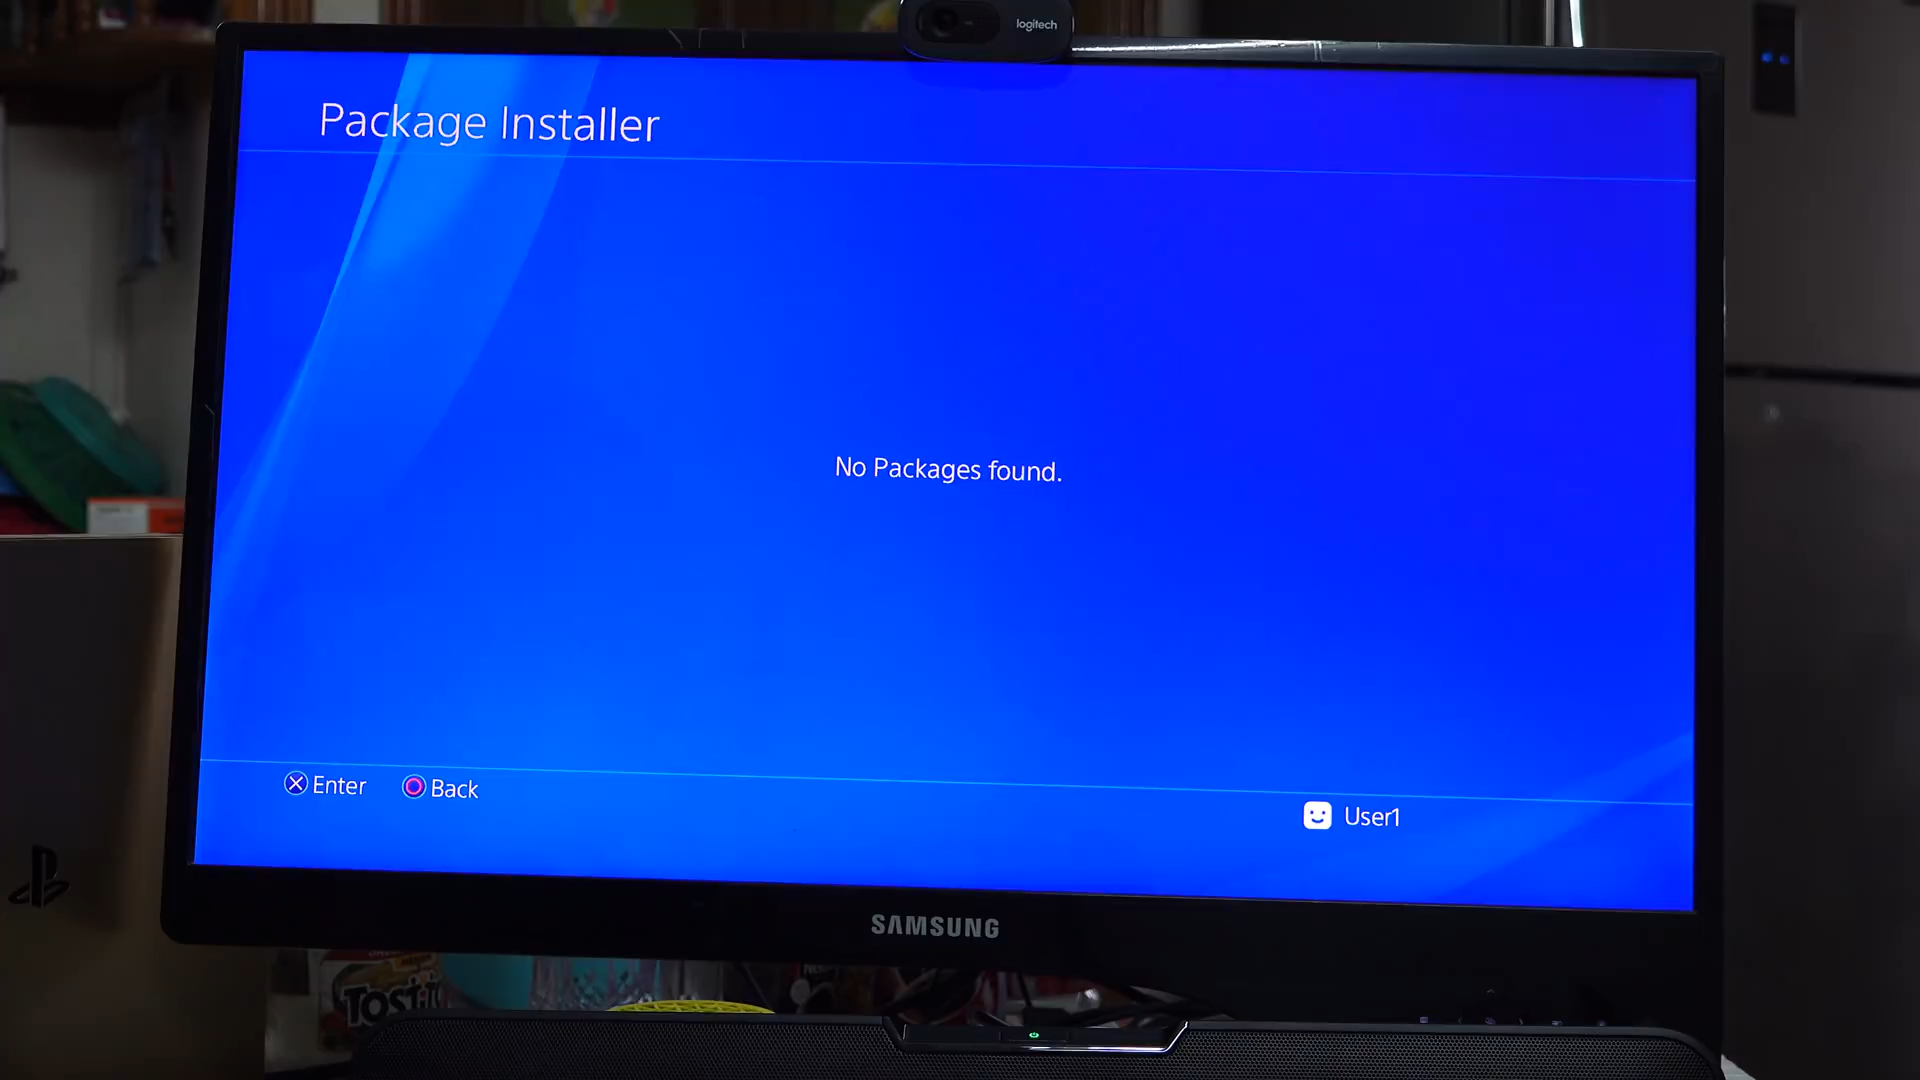 logitech
Package Installer
No Packages found.
Enter
Back
User1
SAMSUNG